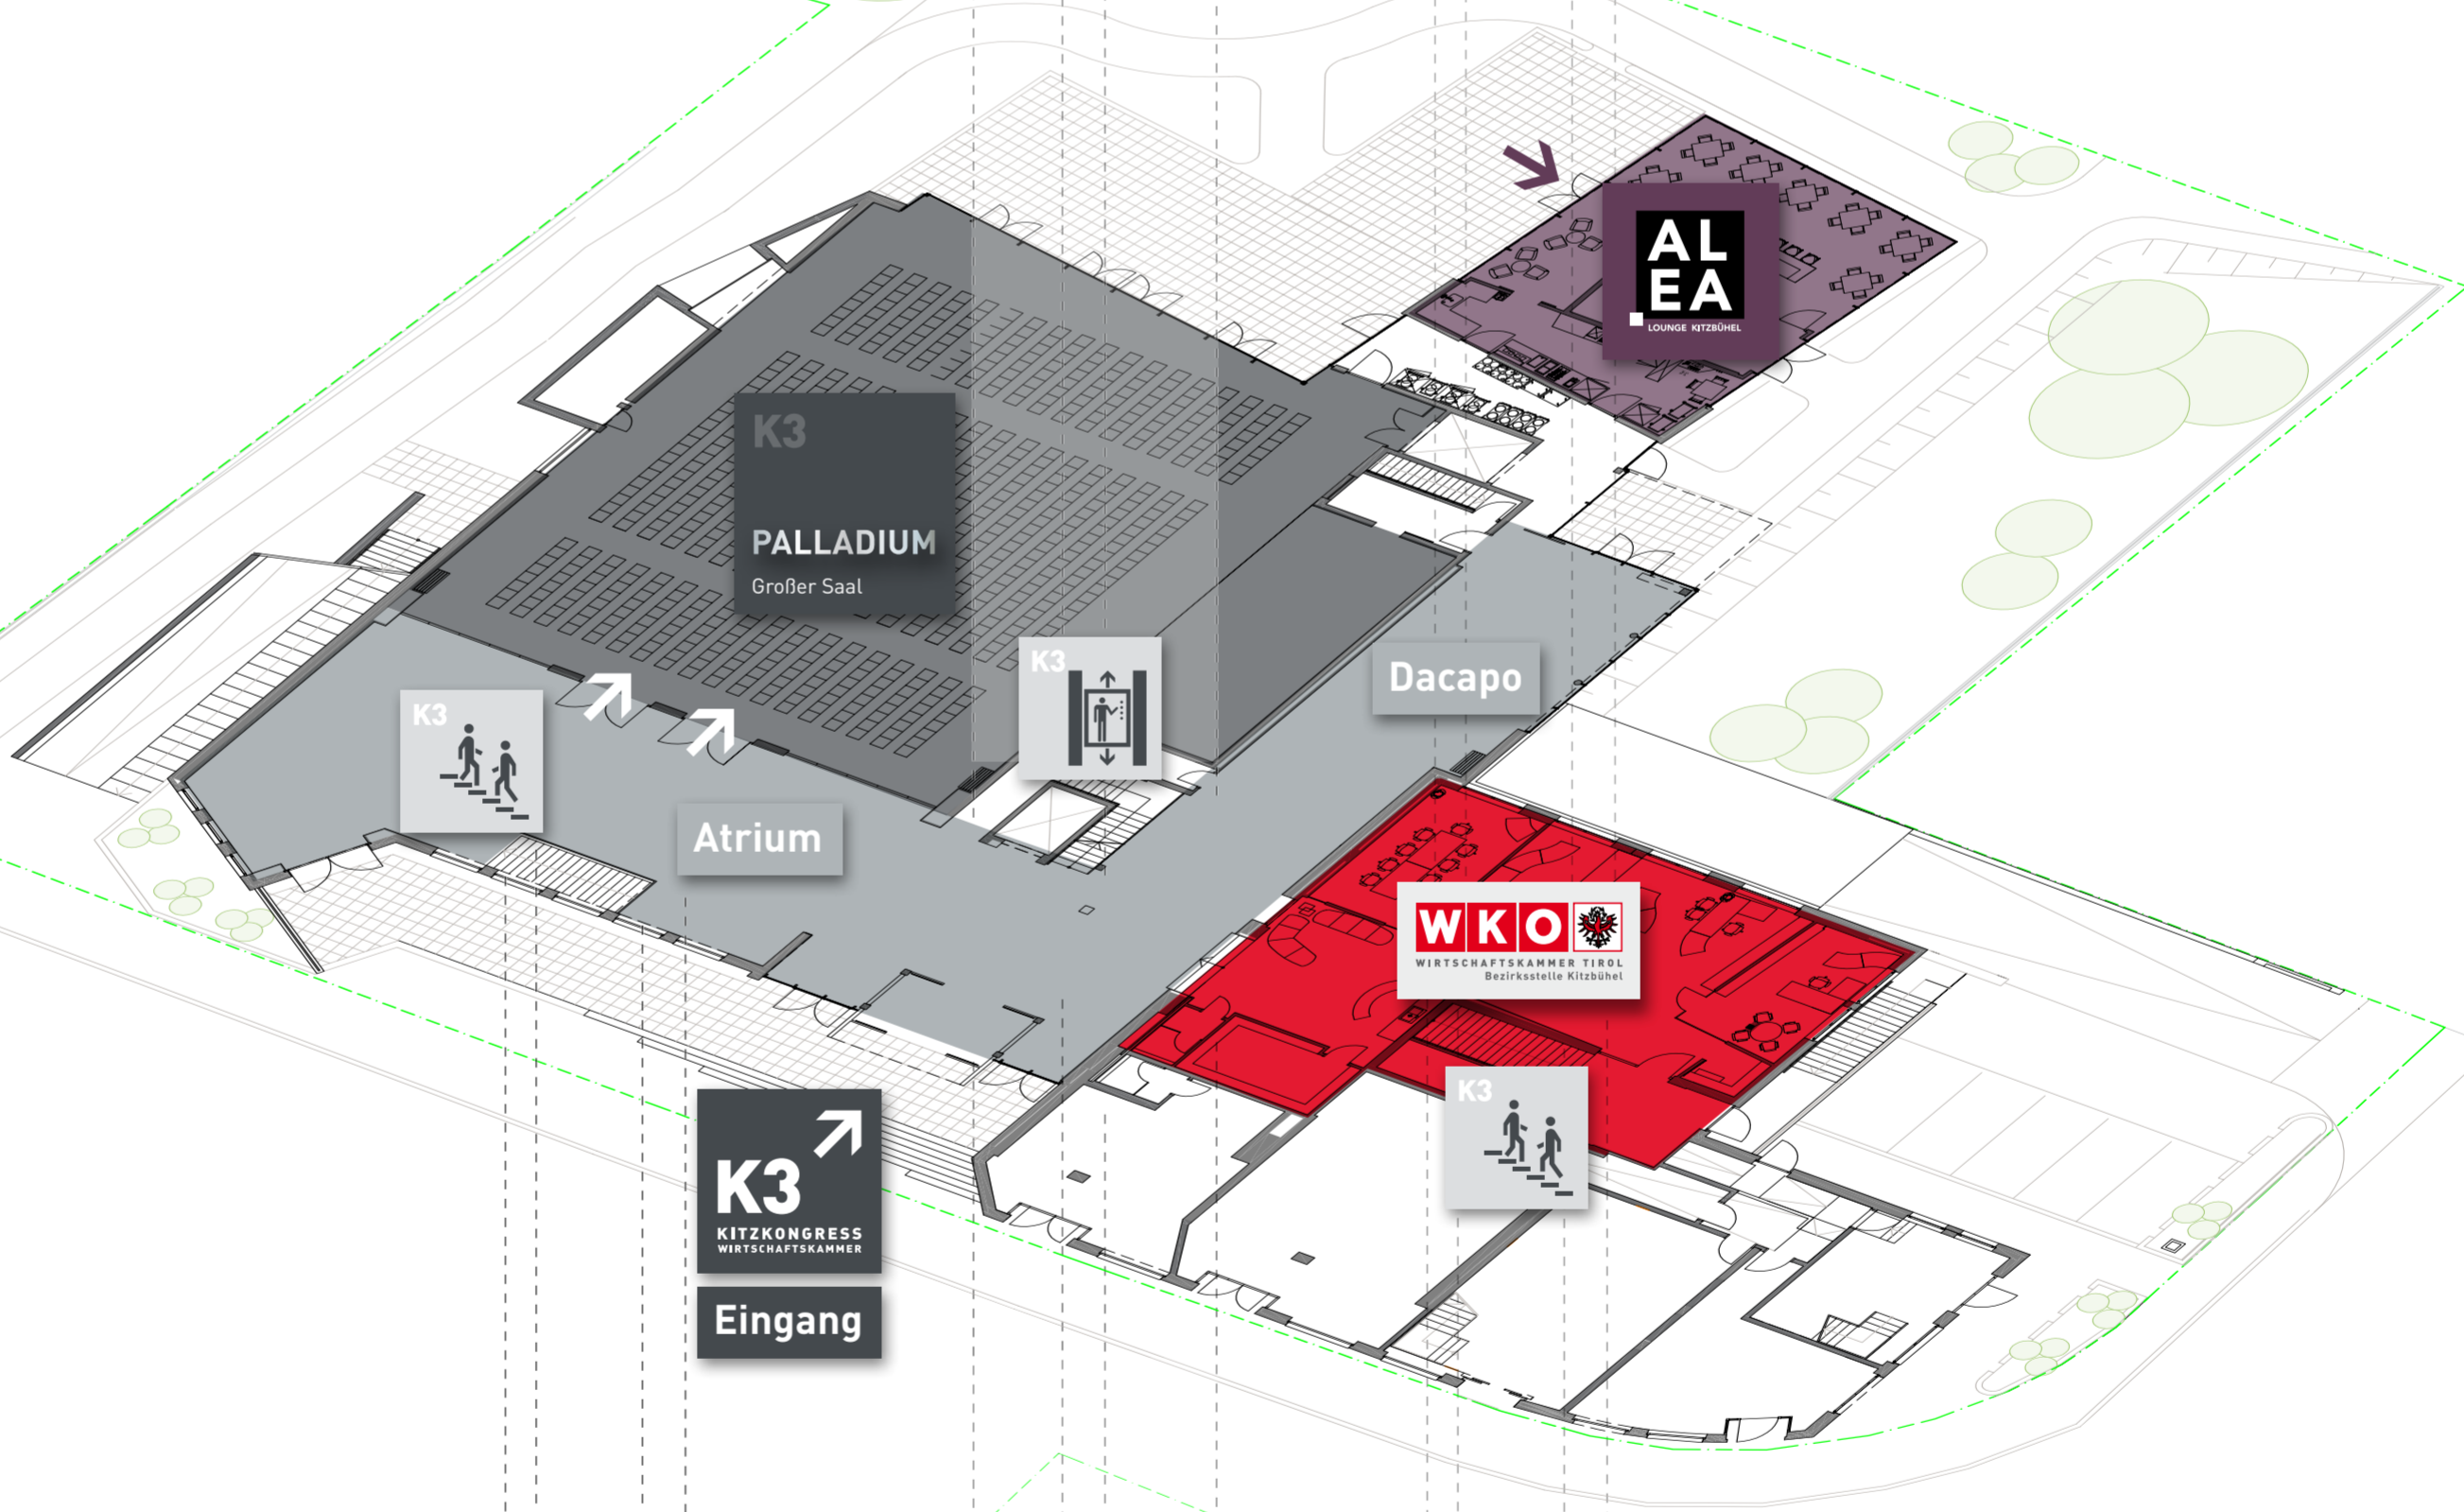 AL
EA
LOUNGE KITZBÜHEL
K3
PALLADIUM
Großer Saal
K3
Dacapo
K3
Atrium
WKO
WIRTSCHAFTSKAMMER TIROL
Bezirksstelle Kitzbühel
K3
K3
KITZKONGRESS
WIRTSCHAFTSKAMMER
Eingang